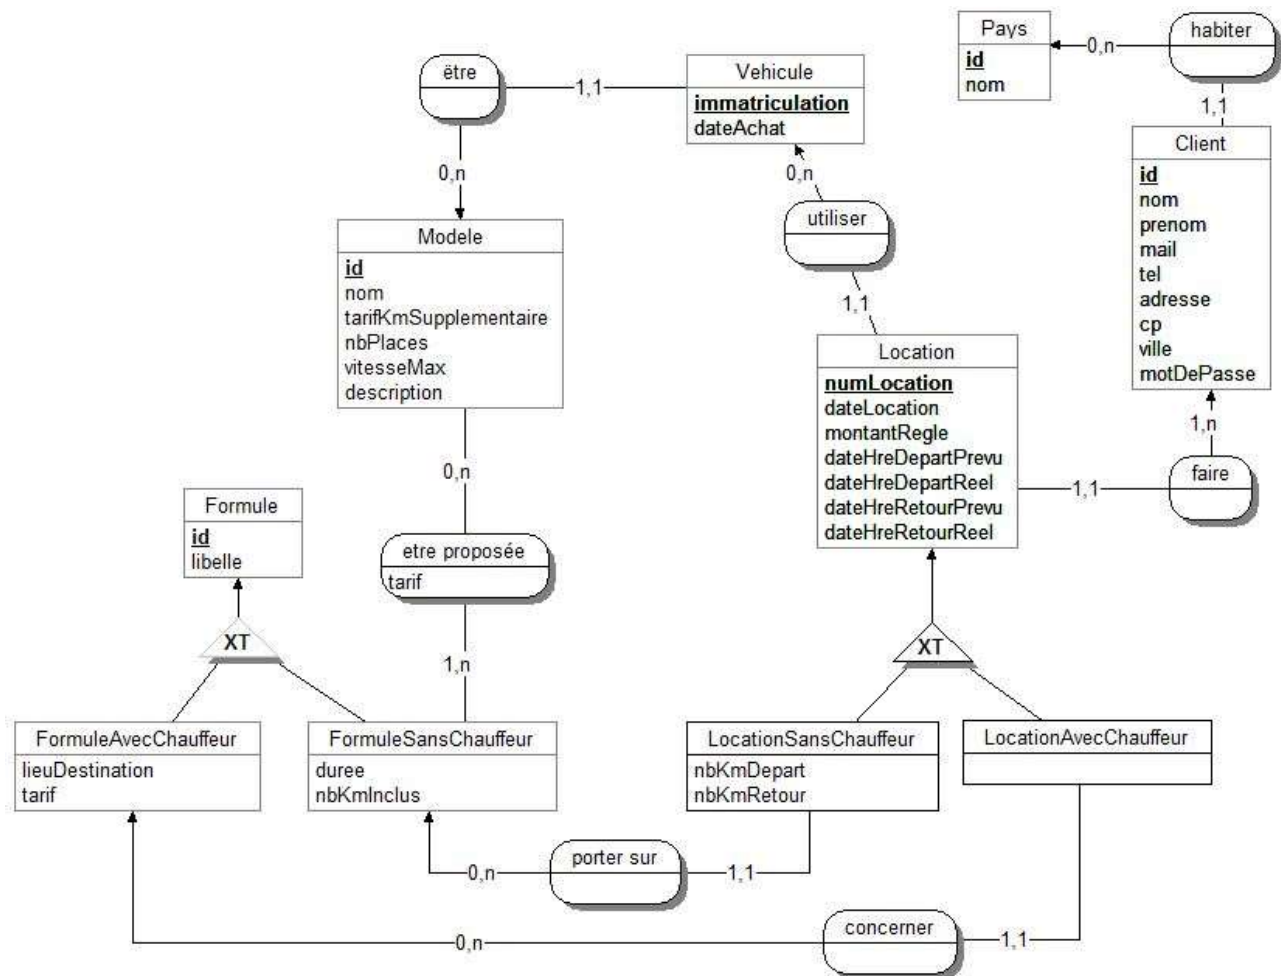 Pays
id
nom
0,n
habiter
1,1
être
1,1
Vehicule
immatriculation
dateAchat
0,n
0,n
utiliser
1,1
Client
id
nom
prenom
mail
tel
adresse
cp
ville
motDePasse
Modele
id
nom
tarifKmSupplementaire
nbPlaces
vitesseMax
description
Location
numLocation
dateLocation
montantRegle
dateHreDepartPrevu
dateHreDepartReel
dateHreRetourPrevu
dateHreRetourReel
1,n
1,1
faire
0,n
Formule
id
libelle
etre proposée
tarif
1,n
XT
XT
FormuleAvecChauffeur
lieuDestination
tarif
FormuleSansChauffeur
duree
nbKmInclus
LocationSansChauffeur
nbKmDepart
nbKmRetour
LocationAvecChauffeur
0,n
porter sur
1,1
0,n
concerner
1,1